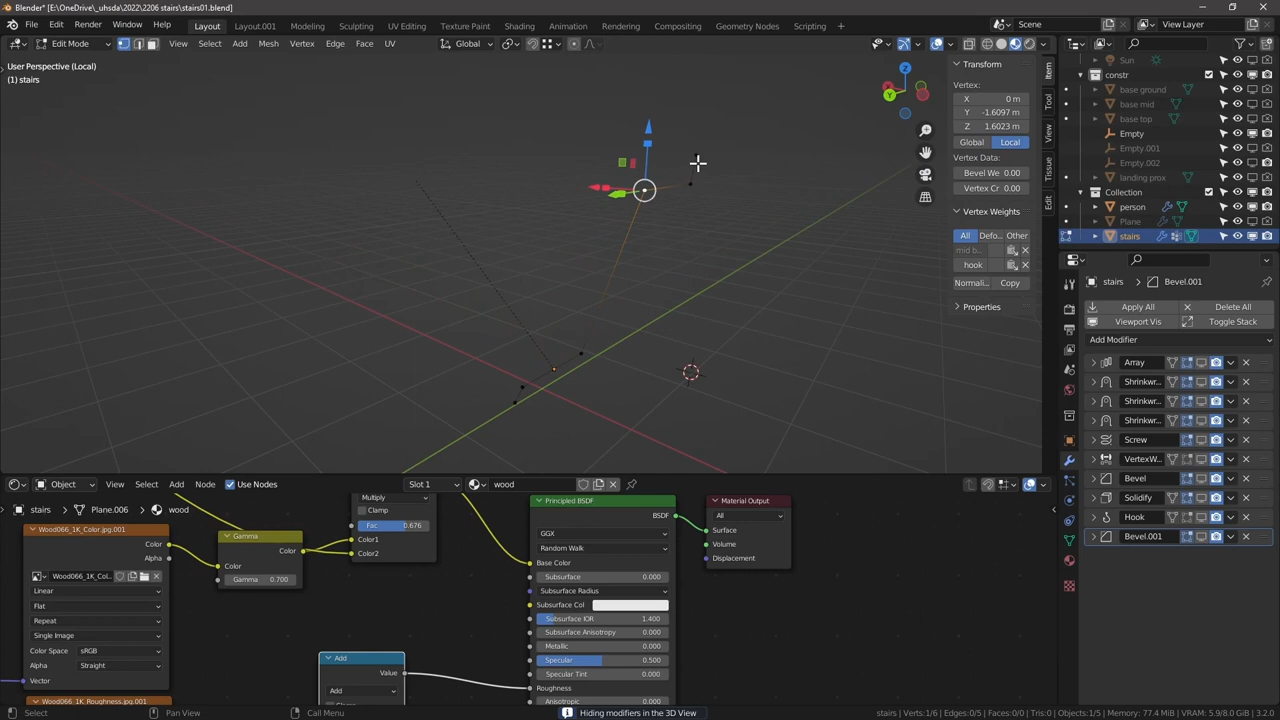 Blender* [E:\OneDrive\_uhsda\2022\2206 stairs\stairs01.blend]
File Edit Render Window Help Layout Layout.001 Modeling Sculpting UV Editing Texture Paint Shading Animation Rendering Compositing Geometry Nodes Scripting + Scene View Layer
Edit Mode View Select Add Mesh Vertex Edge Face UV Global
User Perspective (Local)
(1) stairs
Z
Y
Transform
Vertex:
X 0 m
Y -1.6097 m
Z 1.6023 m
Global Local
Vertex Data:
Bevel We 0.00
Vertex Cr 0.00
Vertex Weights
All Defo.. Other
mid b
hook
Normali... Copy
Properties
Item
Tool
View
Tissue
Edit
Sun
constr
base ground
base mid
base top
Empty
Empty.001
Empty.002
landing prox
Collection
person
Plane
stairs
stairs > Bevel.001
Apply All Delete All
Viewport Vis Toggle Stack
Add Modifier
Array
Shrinkwr...
Shrinkwr...
Shrinkwr...
Screw
VertexW...
Bevel
Solidify
Hook
Bevel.001
Object View Select Add Node Use Nodes Slot 1 wood
stairs > Plane.006 > wood
Wood066_1K_Color.jpg.001
Color
Alpha
Wood066_1K_Col...
Linear
Flat
Repeat
Single Image
Color Space sRGB
Alpha Straight
Vector
Wood066_1K_Roughness.jpg.001
Gamma
Color
Color
Gamma 0.700
Multiply
Clamp
Fac 0.676
Color1
Color2
Add
Value
Add
Principled BSDF
BSDF
GGX
Random Walk
Base Color
Subsurface 0.000
Subsurface Radius
Subsurface Col
Subsurface IOR 1.400
Subsurface Anisotropy 0.000
Metallic 0.000
Specular 0.500
Specular Tint 0.000
Roughness
Anisotropic 0.000
Material Output
All
Surface
Volume
Displacement
Select Pan View Call Menu Hiding modifiers in the 3D View stairs | Verts:1/6 | Edges:0/5 | Faces:0/0 | Tris:0 | Objects:1/5 | Memory: 77.4 MiB | VRAM: 5.9/8.0 GiB | 3.2.0